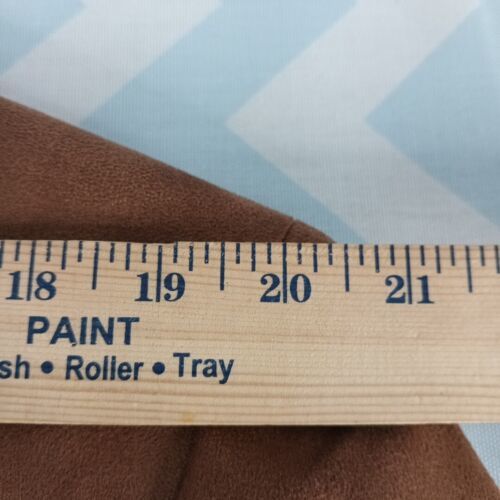 18 19 20 21
PAINT
sh • Roller • Tray